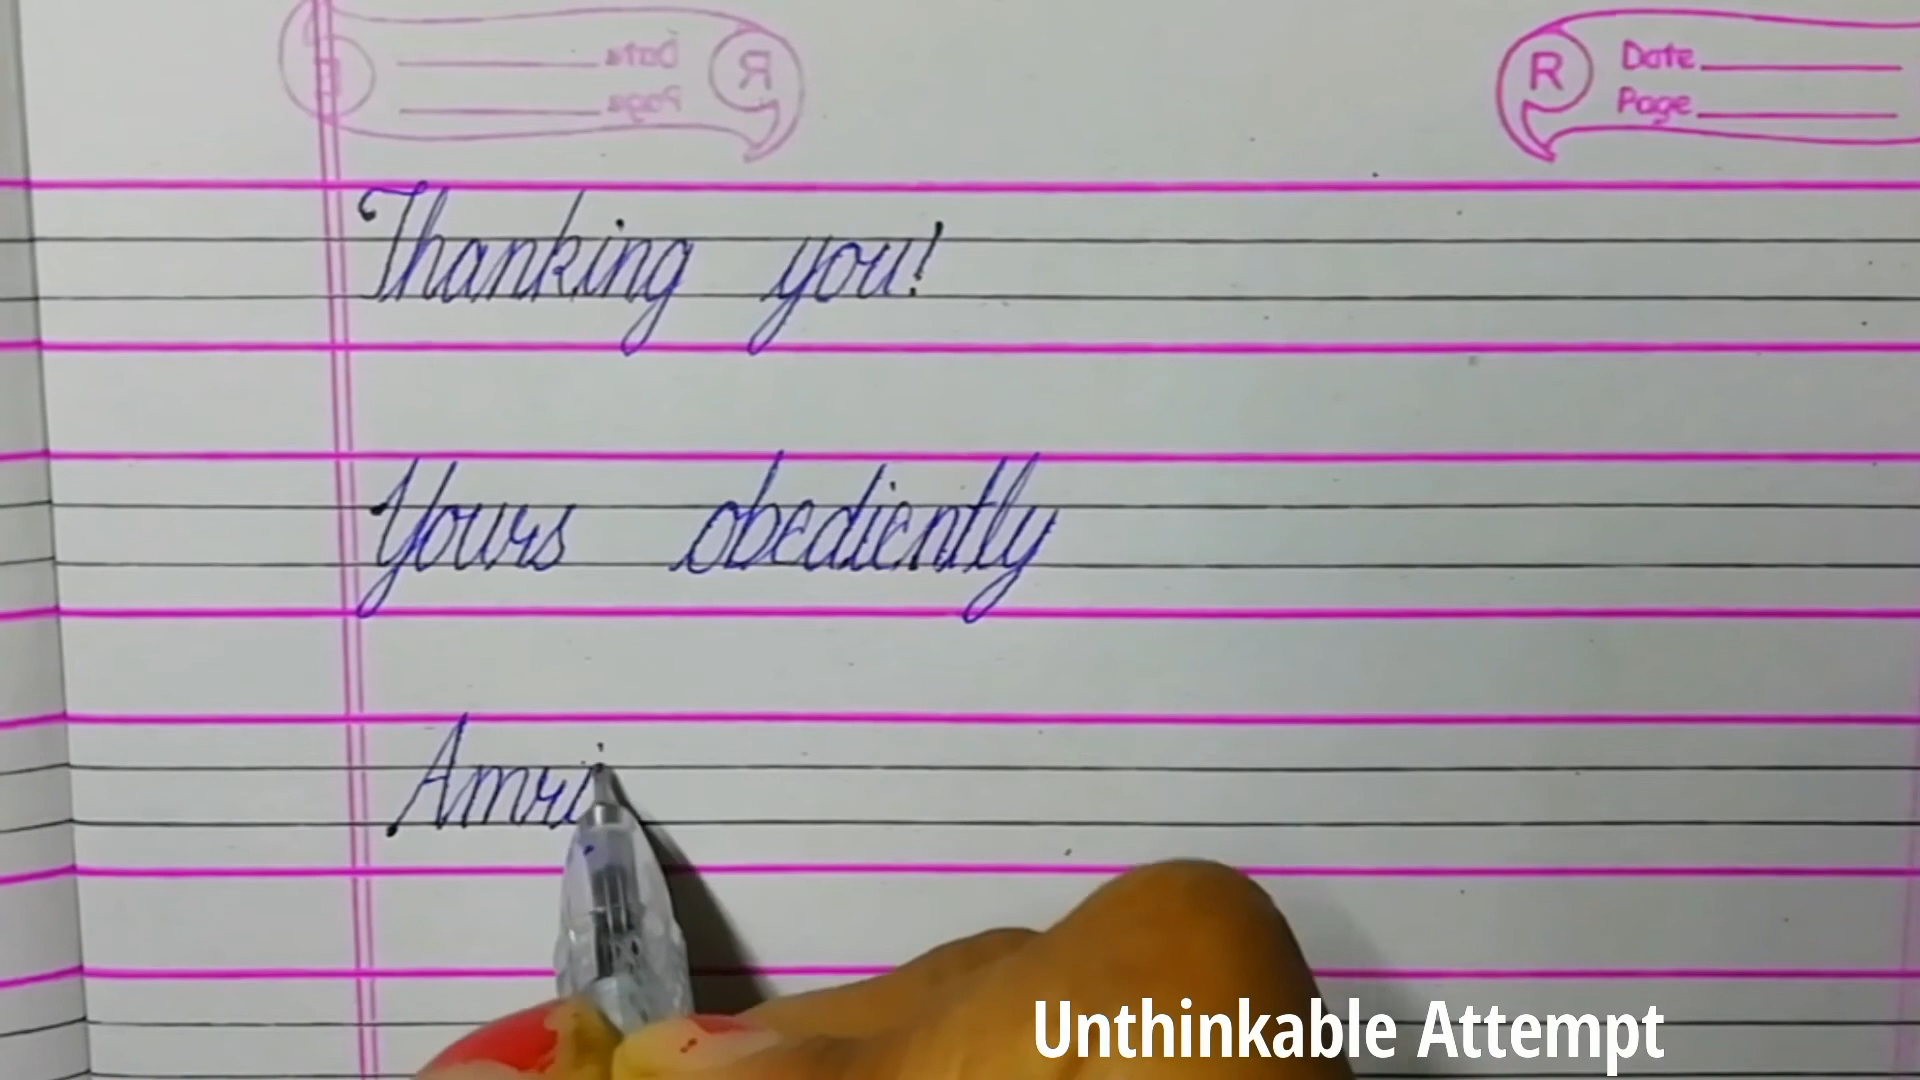 R Date
Page
Thanking you!
Yours obediently
Amri
Unthinkable Attempt